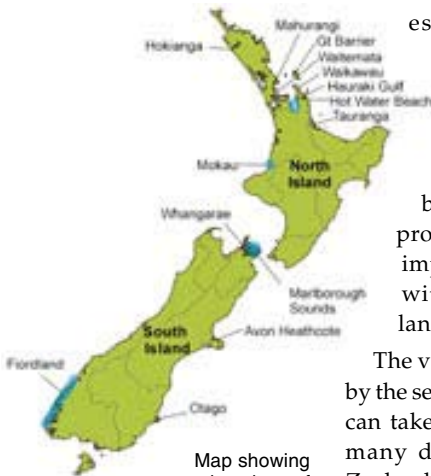 Mahurangi
Gt Barrier
Hokianga
Waitemata
Waikawau
Hauraki Gulf
Hot Water Beach
Tauranga
Mokau
North
Island
Whangarae
Marlborough
Sounds
South
Island
Avon Heathcote
Fiordland
Otago
Map showing
es
b
pro
imp
wi
lan
The v
by the se
can take
many d